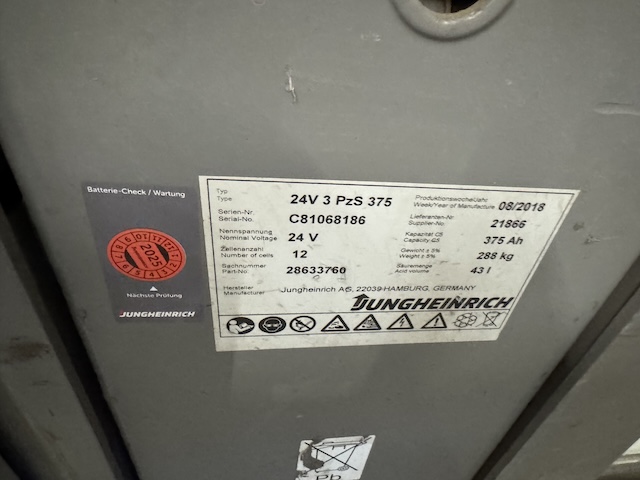 Batterie-Check / Wartung
2025
Nächste Prüfung
JUNGHEINRICH
Typ
Type
24V 3 PzS 375
Produktionswoche/Jahr
Week/Year of Manufacture
08/2018
Serien-Nr.
Serial-No.
C81068186
Lieferanten-Nr.
Supplier-No.
21866
Nennspannung
Nominal Voltage
24 V
Kapazität C5
Capacity C5
375 Ah
Zellenanzahl
Number of cells
12
Gewicht ± 5%
Weight ± 5%
288 kg
Sachnummer
Part-No.
28633760
Säuremenge
Acid volume
43 l
Hersteller
Manufacturer
Jungheinrich AG, 22039 HAMBURG, GERMANY
JUNGHEINRICH
Pb